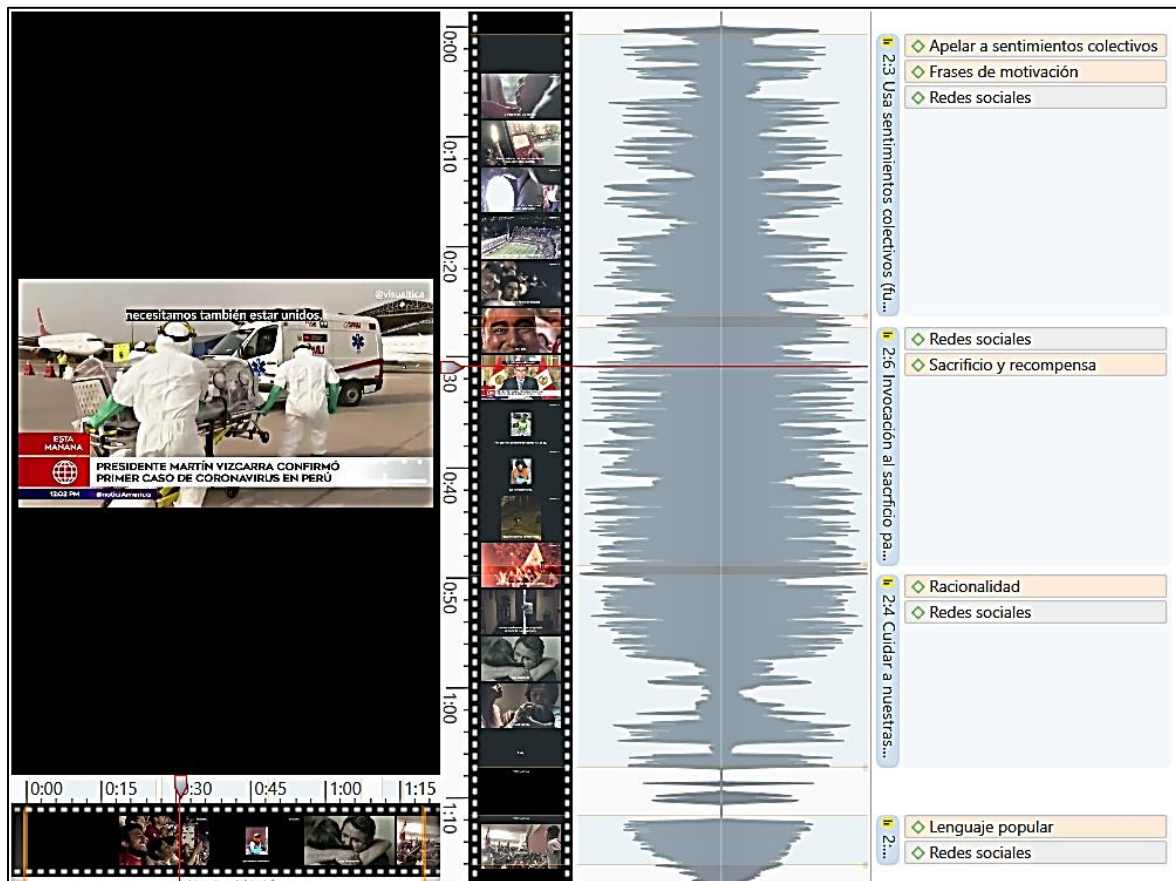 @visualtica
necesitamos también estar unidos.
ESTA
MAÑANA
PRESIDENTE MARTÍN VIZCARRA CONFIRMÓ
PRIMER CASO DE CORONAVIRUS EN PERÚ
12:02 PM
@noticiAmerica
0:00
0:15
0:30
0:45
1:00
1:15
0:00
0:10
0:20
0:30
0:40
0:50
1:00
1:10
2:3 Usa sentimientos colectivos (fu...
Apelar a sentimientos colectivos
Frases de motivación
Redes sociales
2:6 Invocación al sacrficio pa...
Redes sociales
Sacrificio y recompensa
2:4 Cuidar a nuestras...
Racionalidad
Redes sociales
2:...
Lenguaje popular
Redes sociales